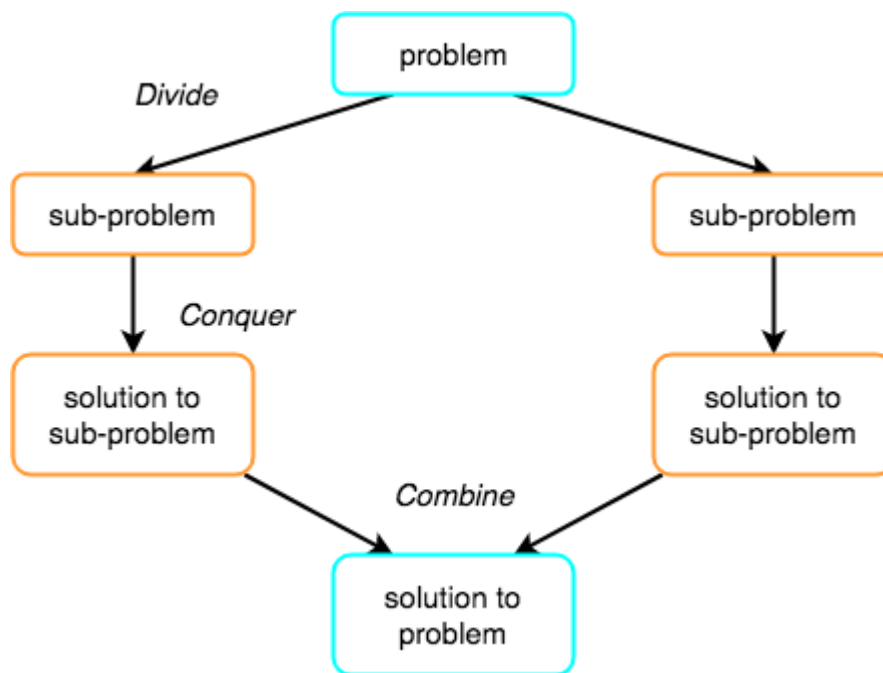 problem
Divide
sub-problem
sub-problem
Conquer
solution to
sub-problem
solution to
sub-problem
Combine
solution to
problem